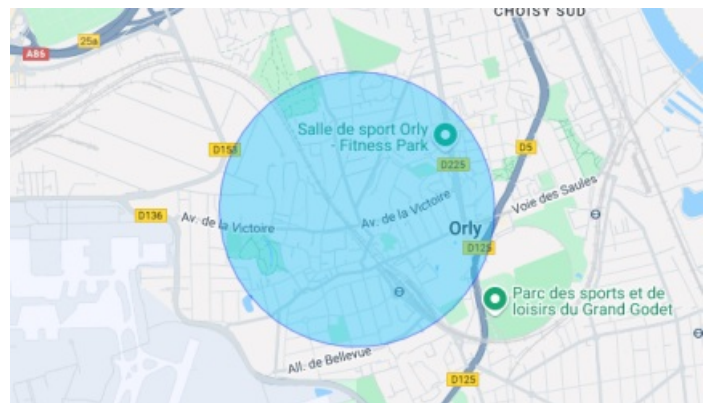 CHOISY SUD
25a
A86
Salle de sport Orly
- Fitness Park
D153
D5
D225
Voie des Saules
D136
Av. de la Victoire
Av. de la Victoire
Orly
D125
Parc des sports et de
loisirs du Grand Godet
All. de Bellevue
D125